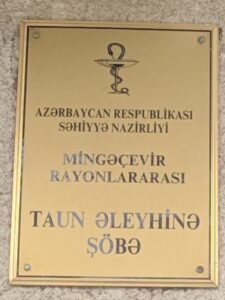 AZƏRBAYCAN RESPUBLİKASI
SƏHİYYƏ NAZİRLİYİ
MİNGƏÇEVİR
RAYONLARARASI
TAUN ƏLEYHİNƏ
ŞÖBƏ